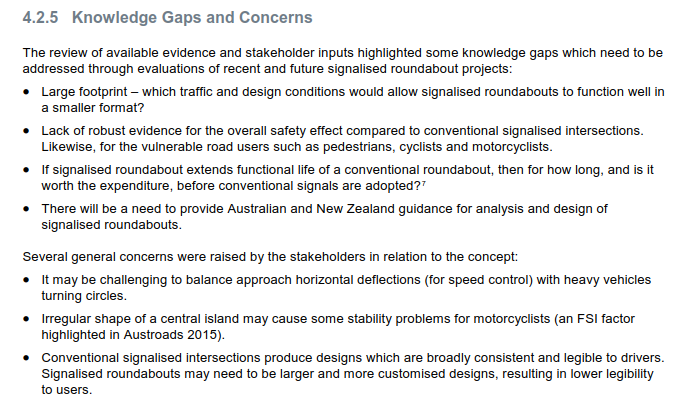 4.2.5 Knowledge Gaps and Concerns
The review of available evidence and stakeholder inputs highlighted some knowledge gaps which need to be
addressed through evaluations of recent and future signalised roundabout projects:
• Large footprint – which traffic and design conditions would allow signalised roundabouts to function well in
a smaller format?
• Lack of robust evidence for the overall safety effect compared to conventional signalised intersections.
Likewise, for the vulnerable road users such as pedestrians, cyclists and motorcyclists.
• If signalised roundabout extends functional life of a conventional roundabout, then for how long, and is it
worth the expenditure, before conventional signals are adopted?⁷
• There will be a need to provide Australian and New Zealand guidance for analysis and design of
signalised roundabouts.
Several general concerns were raised by the stakeholders in relation to the concept:
• It may be challenging to balance approach horizontal deflections (for speed control) with heavy vehicles
turning circles.
• Irregular shape of a central island may cause some stability problems for motorcyclists (an FSI factor
highlighted in Austroads 2015).
• Conventional signalised intersections produce designs which are broadly consistent and legible to drivers.
Signalised roundabouts may need to be larger and more customised designs, resulting in lower legibility
to users.